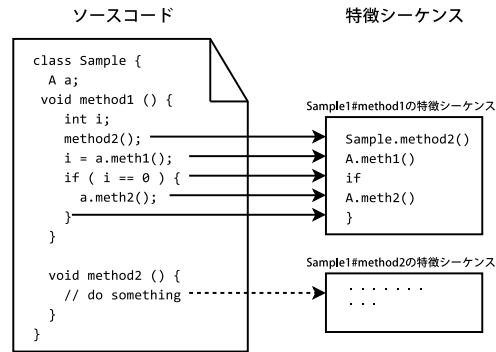 ソースコード
特徴シーケンス
class Sample {
A a;
void method1 () {
int i;
method2();
i = a.meth1();
if ( i == 0 ) {
a.meth2();
}
}
void method2 () {
// do something
}
}
Sample1#method1の特徴シーケンス
Sample.method2()
A.meth1()
if
A.meth2()
}
Sample1#method2の特徴シーケンス
. . . . . . .
. . .